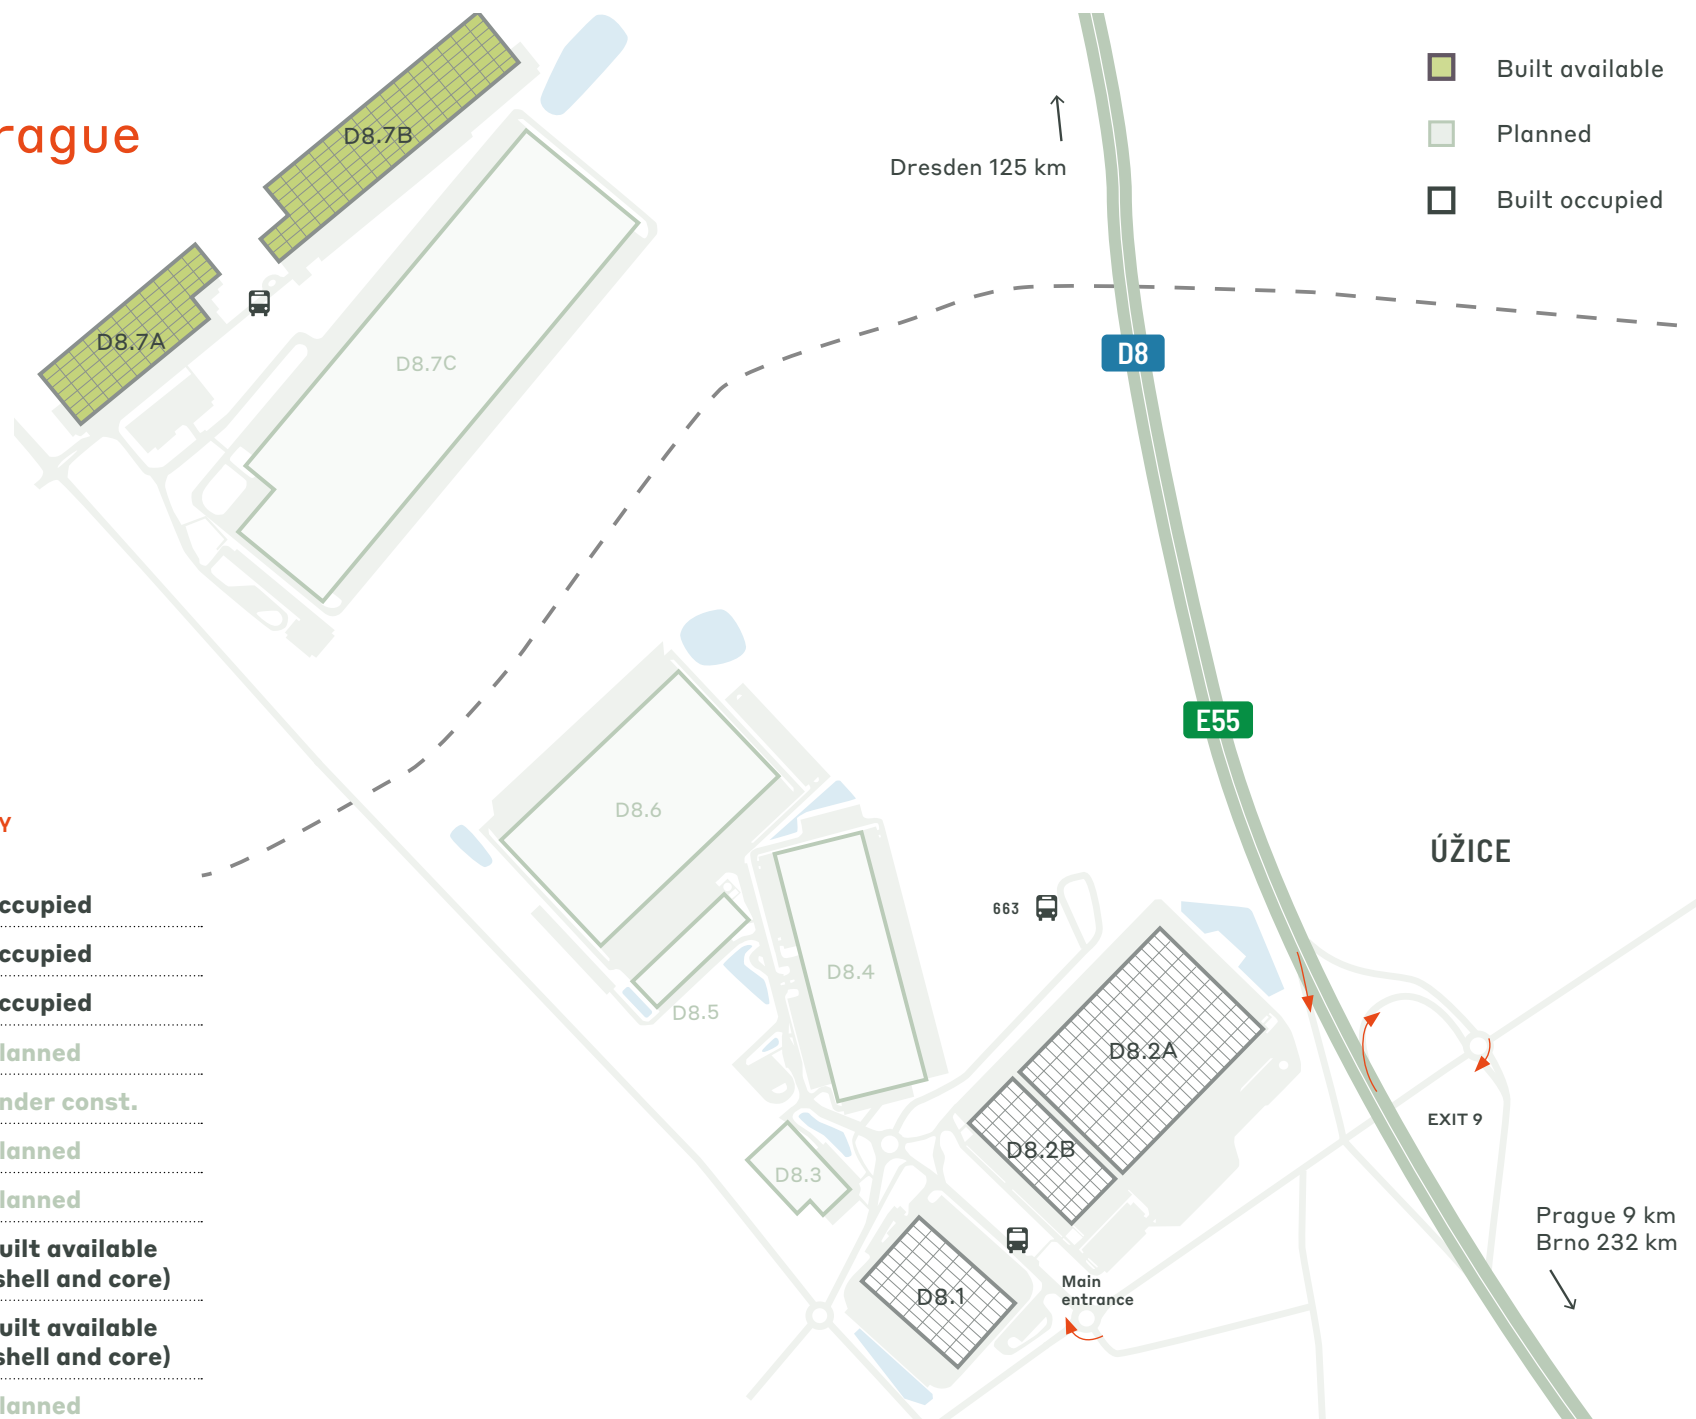 rague
Built available
Planned
Built occupied
D8.7B
D8.7A
D8.7C
Dresden 125 km
D8
E55
ÚŽICE
D8.6
D8.5
D8.4
D8.3
663
D8.2A
D8.2B
D8.1
Main
entrance
EXIT 9
Prague 9 km
Brno 232 km
Y
ccupied
ccupied
ccupied
lanned
nder const.
lanned
lanned
uilt available
shell and core)
uilt available
shell and core)
lanned